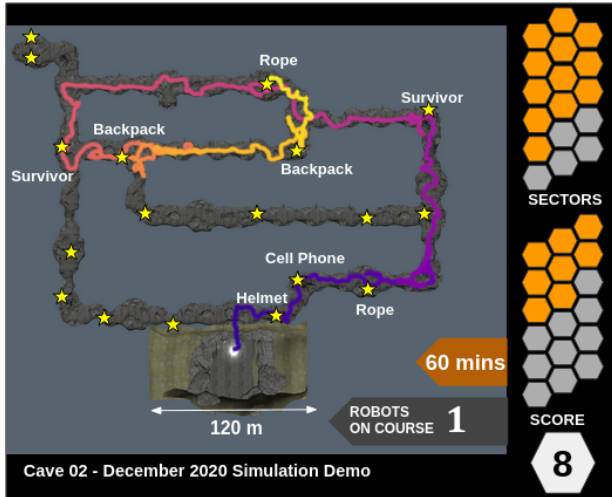 Rope
Survivor
Backpack
Survivor
Backpack
Cell Phone
Helmet
Rope
SECTORS
60 mins
120 m
ROBOTS
ON COURSE 1
SCORE
8
Cave 02 - December 2020 Simulation Demo